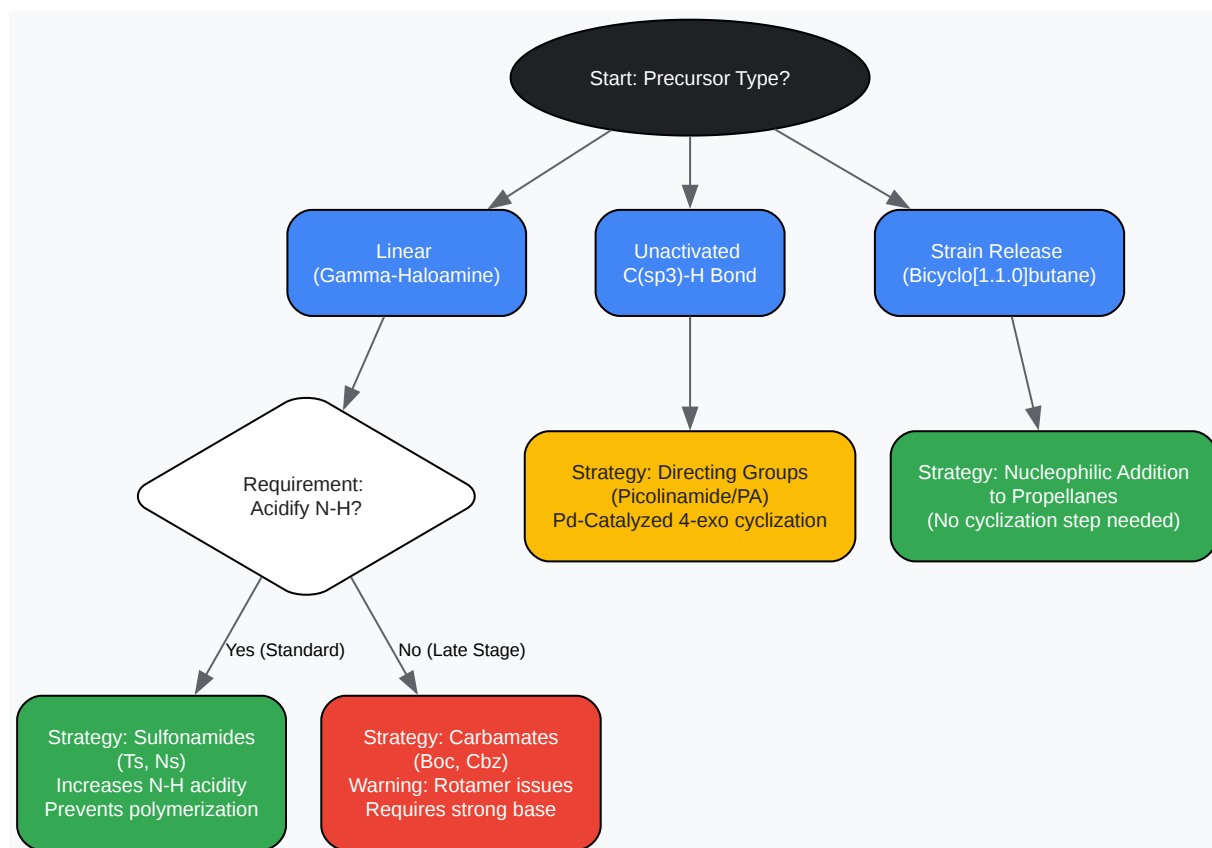 Start: Precursor Type?
Linear
(Gamma-Haloamine)
Unactivated
C(sp3)-H Bond
Strain Release
(Bicyclo[1.1.0]butane)
Requirement:
Acidify N-H?
Strategy: Directing Groups
(Picolinamide/PA)
Pd-Catalyzed 4-exo cyclization
Strategy: Nucleophilic Addition
to Propellanes
(No cyclization step needed)
Yes (Standard)
No (Late Stage)
Strategy: Sulfonamides
(Ts, Ns)
Increases N-H acidity
Prevents polymerization
Strategy: Carbamates
(Boc, Cbz)
Warning: Rotamer issues
Requires strong base